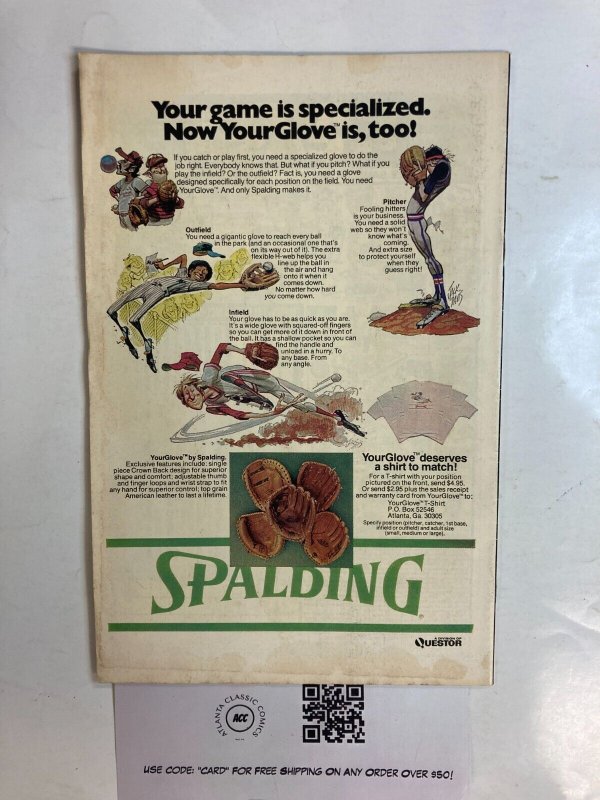 Your game is specialized.
Now YourGlove™ is, too!
If you catch or play first, you need a specialized glove to do the
job right. Everybody knows that. But what if you pitch? What if you
play the infield? Or the outfield? Fact is, you need a glove
designed specifically for each position on the field. You need
YourGlove™. And only Spalding makes it.
Pitcher
Fooling hitters
is your business.
You need a solid
web so they won't
know what's
coming.
And extra size
to protect yourself
when they
guess right!
Outfield
You need a gigantic glove to reach every ball
in the park (and an occasional one that's
on its way out of it). The extra
flexible H-web helps you
line up the ball in
the air and hang
onto it when it
comes down.
No matter how hard
you come down.
Infield
Your glove has to be as quick as you are.
It's a wide glove with squared-off fingers
so you can get more of it down in front of
the ball. It has a shallow pocket so you can
find the handle and
unload in a hurry. To
any base. From
any angle.
YourGlove™ by Spalding.
Exclusive features include: single
piece Crown Back design for superior
shape and comfort; adjustable thumb
and finger loops and wrist strap to fit
any hand for superior control; top grain
American leather to last a lifetime.
YourGlove™ deserves
a shirt to match!
For a T-shirt with your position
pictured on the front, send $4.95.
Or send $2.95 plus the sales receipt
and warranty card from YourGlove™ to:
YourGlove™ T-Shirt
P.O. Box 52546
Atlanta, Ga. 30305
Specify position (pitcher, catcher, 1st base,
infield or outfield) and adult size
(small, medium or large).
SPALDING®
A DIVISION OF
QUESTOR
ATLANTA CLASSIC COMICS
ACC
USE CODE: "CARD" FOR FREE SHIPPING ON ANY ORDER OVER $50!